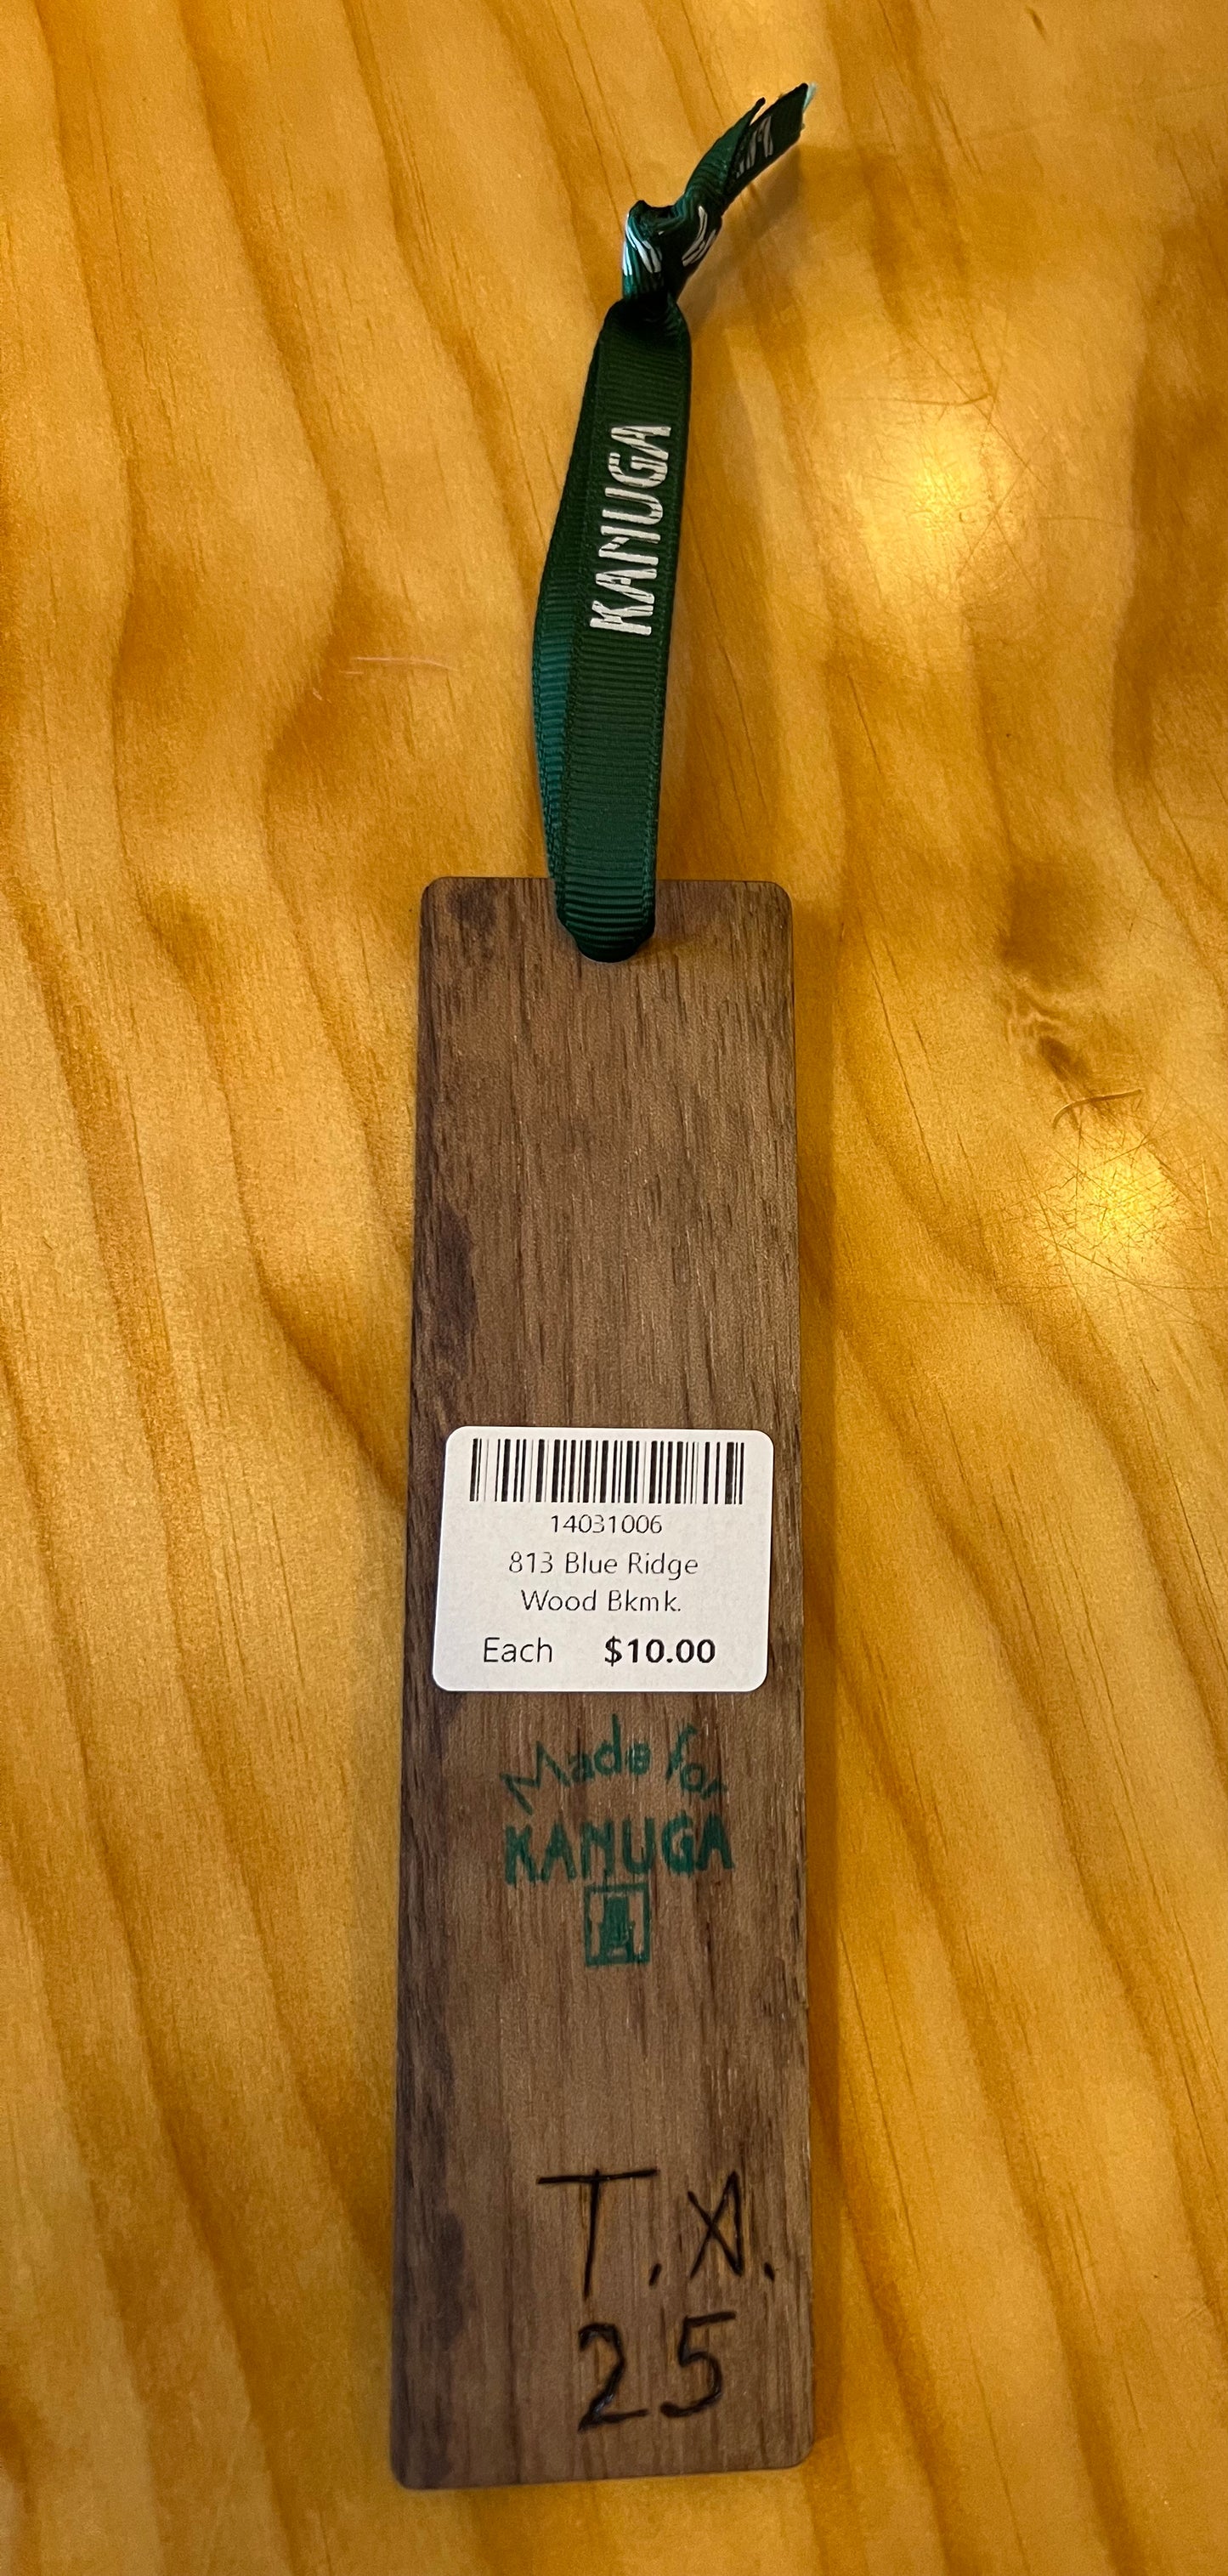 KANUGA
14031006
813 Blue Ridge
Wood Bkmk.
Each $10.00
Made for
KANUGA
25